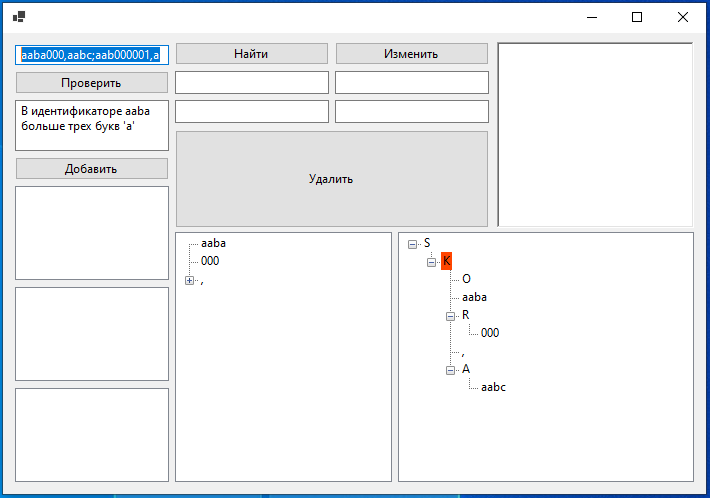 aaba000,aabc;aab000001,a
Проверить
В идентификаторе aaba
больше трех букв 'a'
Добавить
Найти
Изменить
Удалить
aaba
000
,
S
K
O
aaba
R
000
,
A
aabc